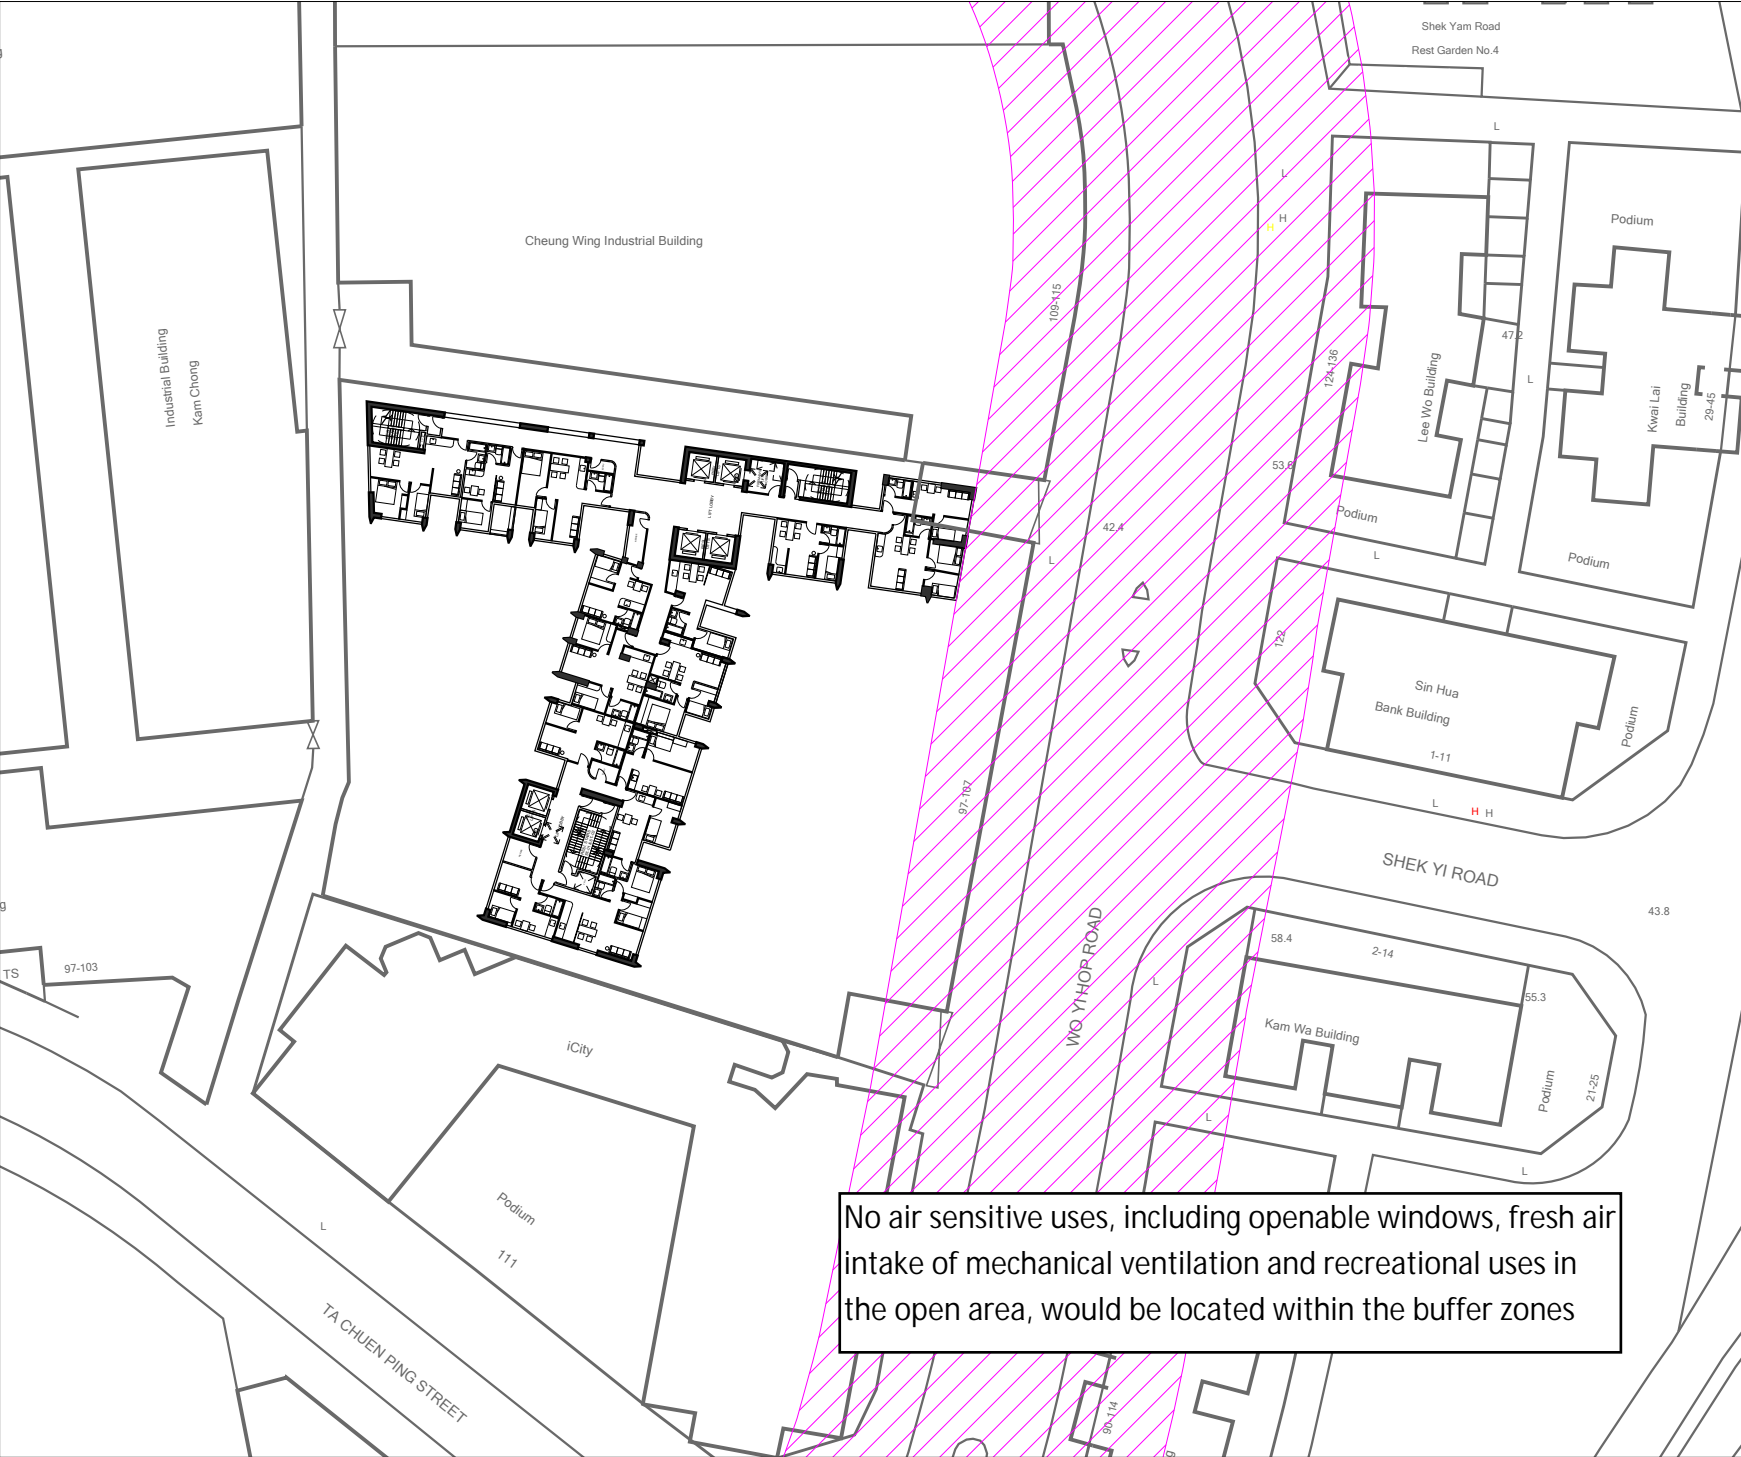 Shek Yam Road
Rest Garden No.4
L
L
H
H
Podium
Cheung Wing Industrial Building
109-115
47.2
Industrial Building
Kam Chong
124-136
Lee Wo Building
L
Kwai Lai
Building
29-45
53.6
LIFT LOBBY
42.4
Podium
L
L
Podium
122
Sin Hua
Bank Building
Podium
1-11
97-107
L
H H
SHEK YI ROAD
43.8
58.4
2-14
WO YI HOP ROAD
TS
97-103
L
55.3
Kam Wa Building
iCity
Podium
21-25
L
L
Podium
111
L
No air sensitive uses, including openable windows, fresh air
intake of mechanical ventilation and recreational uses in
the open area, would be located within the buffer zones
TA CHUEN PING STREET
90-114
g